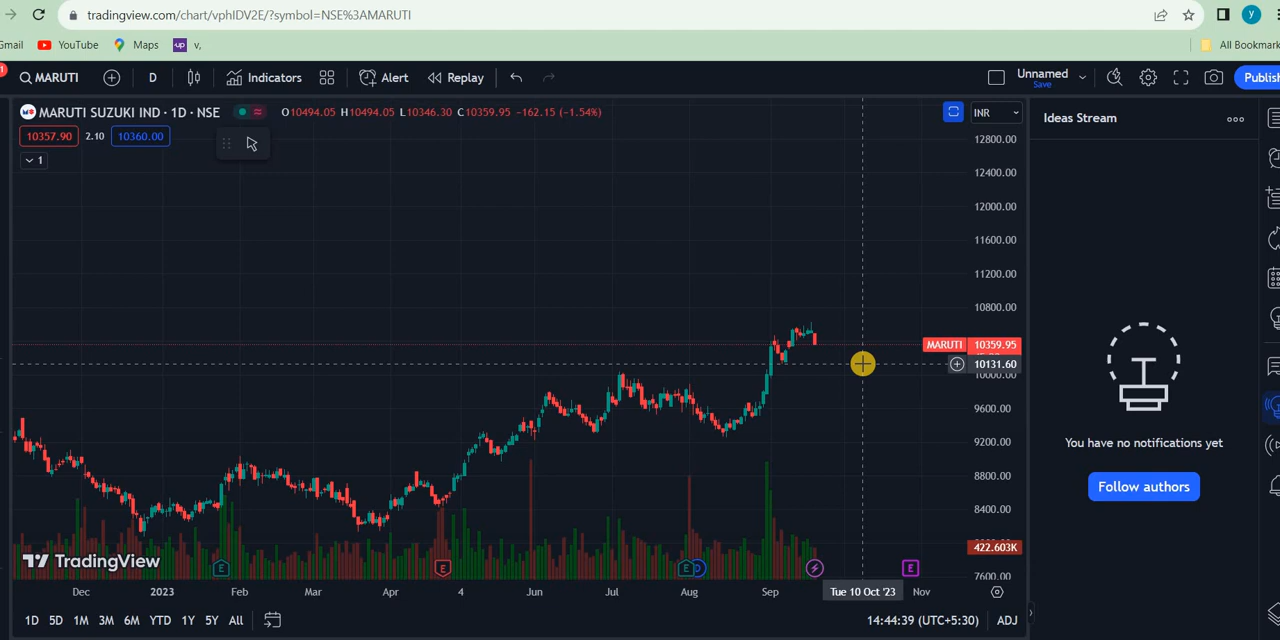 tradingview.com/chart/vphIDV2E/?symbol=NSE%3AMARUTI
y
Gmail YouTube Maps up v, All Bookmark
1 MARUTI D Indicators Alert Replay Unnamed Publish
Save
MARUTI SUZUKI IND · 1D · NSE O10494.05 H10494.05 L10346.30 C10359.95 -162.15 (-1.54%) INR
Ideas Stream
10357.90 2.10 10360.00
1
12800.00
12400.00
12000.00
11600.00
11200.00
10800.00
MARUTI 10359.95
10131.60
10000.00
9600.00
9200.00
8800.00
8400.00
422.603K
7600.00
You have no notifications yet
Follow authors
TradingView
E E E D E
Dec 2023 Feb Mar Apr 4 Jun Jul Aug Sep Tue 10 Oct '23 Nov
1D 5D 1M 3M 6M YTD 1Y 5Y All 14:44:39 (UTC+5:30) ADJ